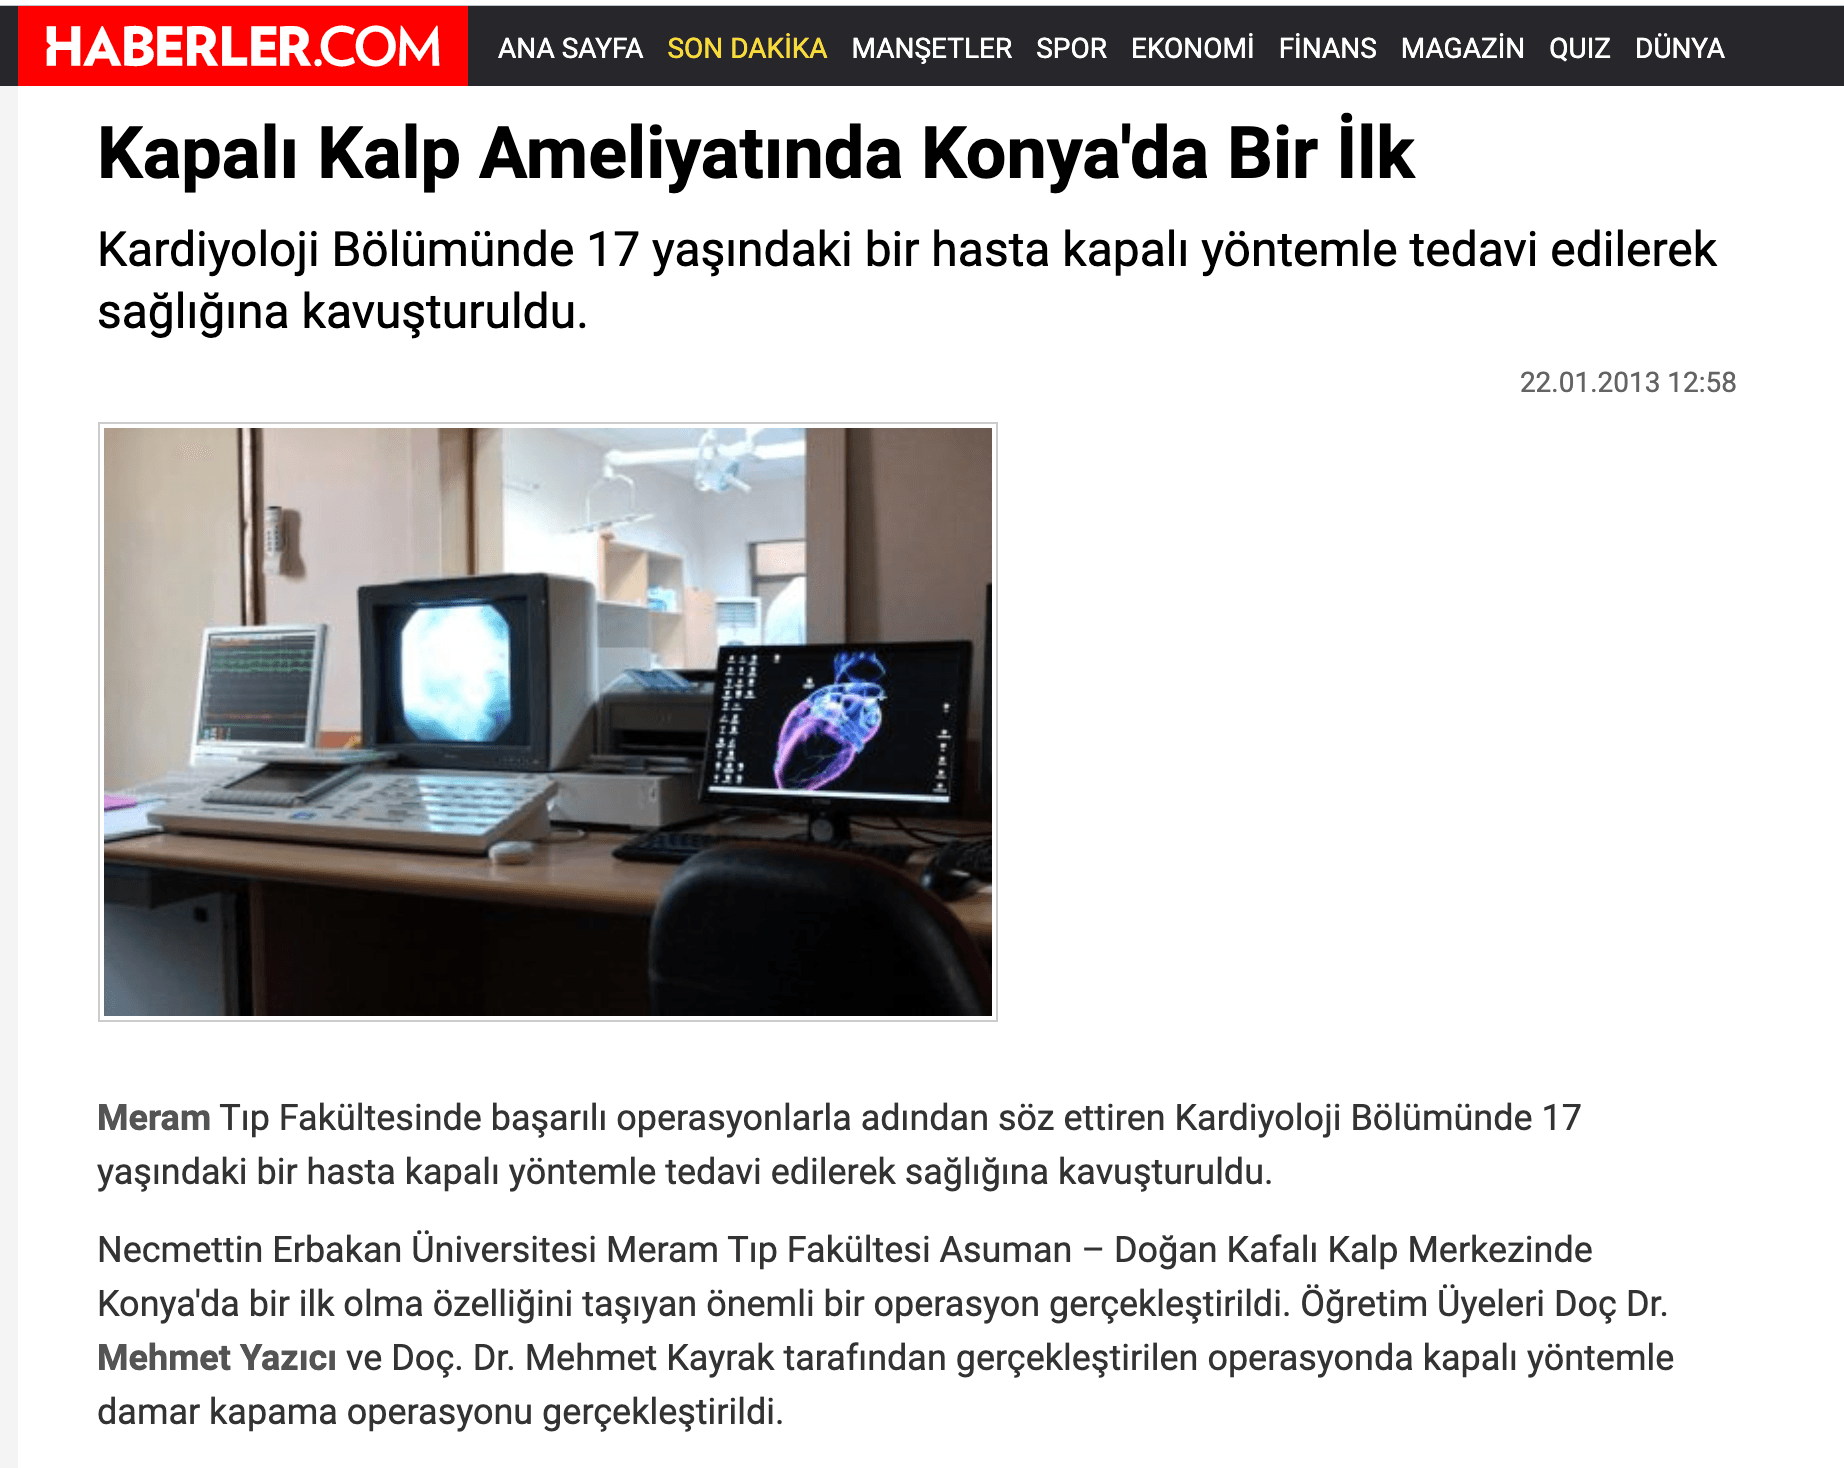 HABERLER.COM ANA SAYFA SON DAKİKA MANŞETLER SPOR EKONOMİ FİNANS MAGAZİN QUIZ DÜNYA
Kapalı Kalp Ameliyatında Konya'da Bir İlk
Kardiyoloji Bölümünde 17 yaşındaki bir hasta kapalı yöntemle tedavi edilerek
sağlığına kavuşturuldu.
22.01.2013 12:58
Meram Tıp Fakültesinde başarılı operasyonlarla adından söz ettiren Kardiyoloji Bölümünde 17
yaşındaki bir hasta kapalı yöntemle tedavi edilerek sağlığına kavuşturuldu.
Necmettin Erbakan Üniversitesi Meram Tıp Fakültesi Asuman – Doğan Kafalı Kalp Merkezinde
Konya'da bir ilk olma özelliğini taşıyan önemli bir operasyon gerçekleştirildi. Öğretim Üyeleri Doç Dr.
Mehmet Yazıcı ve Doç. Dr. Mehmet Kayrak tarafından gerçekleştirilen operasyonda kapalı yöntemle
damar kapama operasyonu gerçekleştirildi.